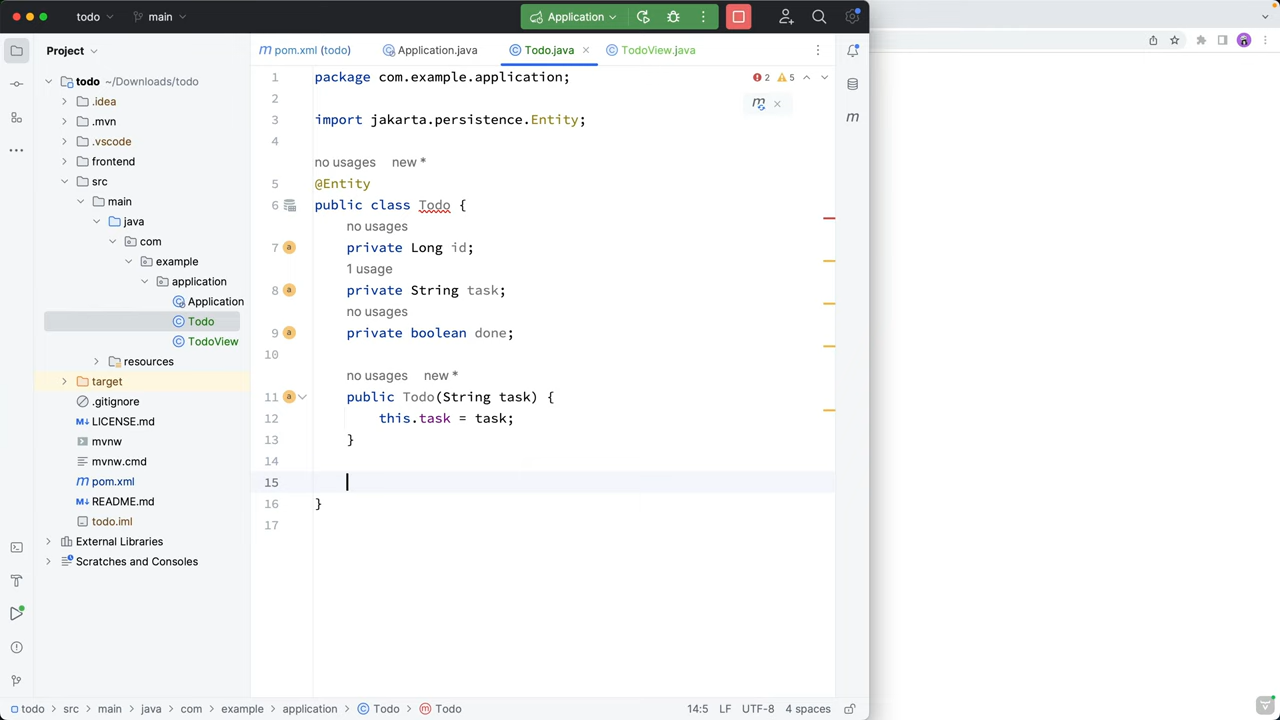 todo
main
Application
Project
pom.xml (todo)
Application.java
Todo.java
TodoView.java
todo ~/Downloads/todo
.idea
.mvn
.vscode
frontend
src
main
java
com
example
application
Application
Todo
TodoView
resources
target
.gitignore
LICENSE.md
mvnw
mvnw.cmd
pom.xml
README.md
todo.iml
External Libraries
Scratches and Consoles
2 5
1 package com.example.application;
2
3 import jakarta.persistence.Entity;
4
no usages new *
5 @Entity
6 public class Todo {
no usages
7 private Long id;
1 usage
8 private String task;
no usages
9 private boolean done;
10
no usages new *
11 public Todo(String task) {
12 this.task = task;
13 }
14
15
16 }
17
todo > src > main > java > com > example > application > Todo > Todo
14:5 LF UTF-8 4 spaces